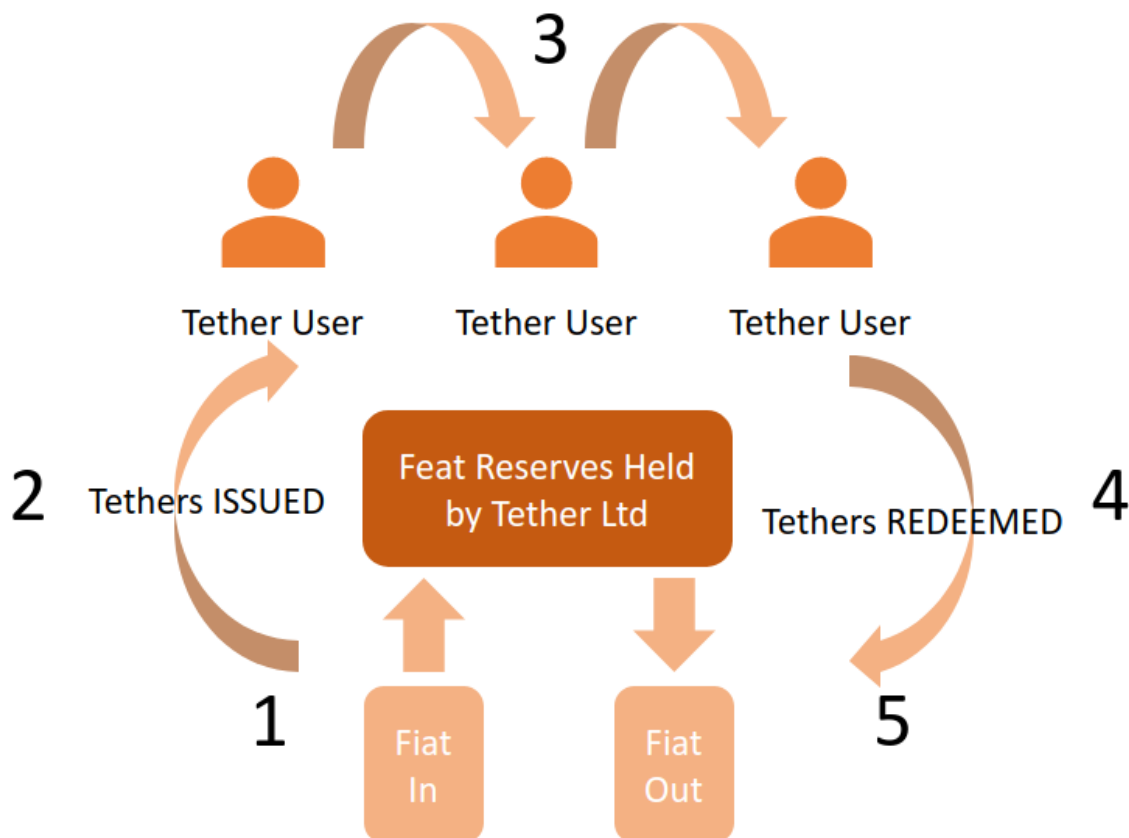 3
Tether User
Tether User
Tether User
2
Tethers ISSUED
Feat Reserves Held
by Tether Ltd
Tethers REDEEMED
4
1
Fiat
In
Fiat
Out
5